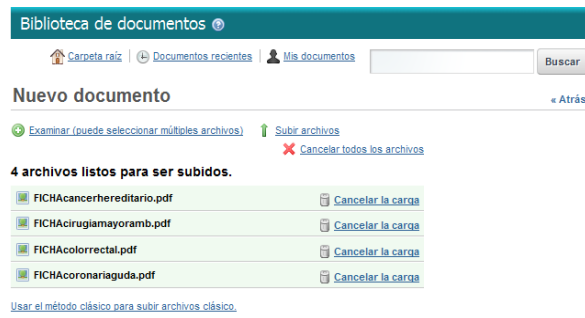 Biblioteca de documentos
Carpeta raíz | Documentos recientes | Mis documentos Buscar
Nuevo documento « Atrás
Examinar (puede seleccionar múltiples archivos) Subir archivos
Cancelar todos los archivos
4 archivos listos para ser subidos.
FICHAcancerhereditario.pdf Cancelar la carga
FICHAcirugiamayoramb.pdf Cancelar la carga
FICHAcolorrectal.pdf Cancelar la carga
FICHAcoronariaguda.pdf Cancelar la carga
Usar el método clásico para subir archivos clásico.